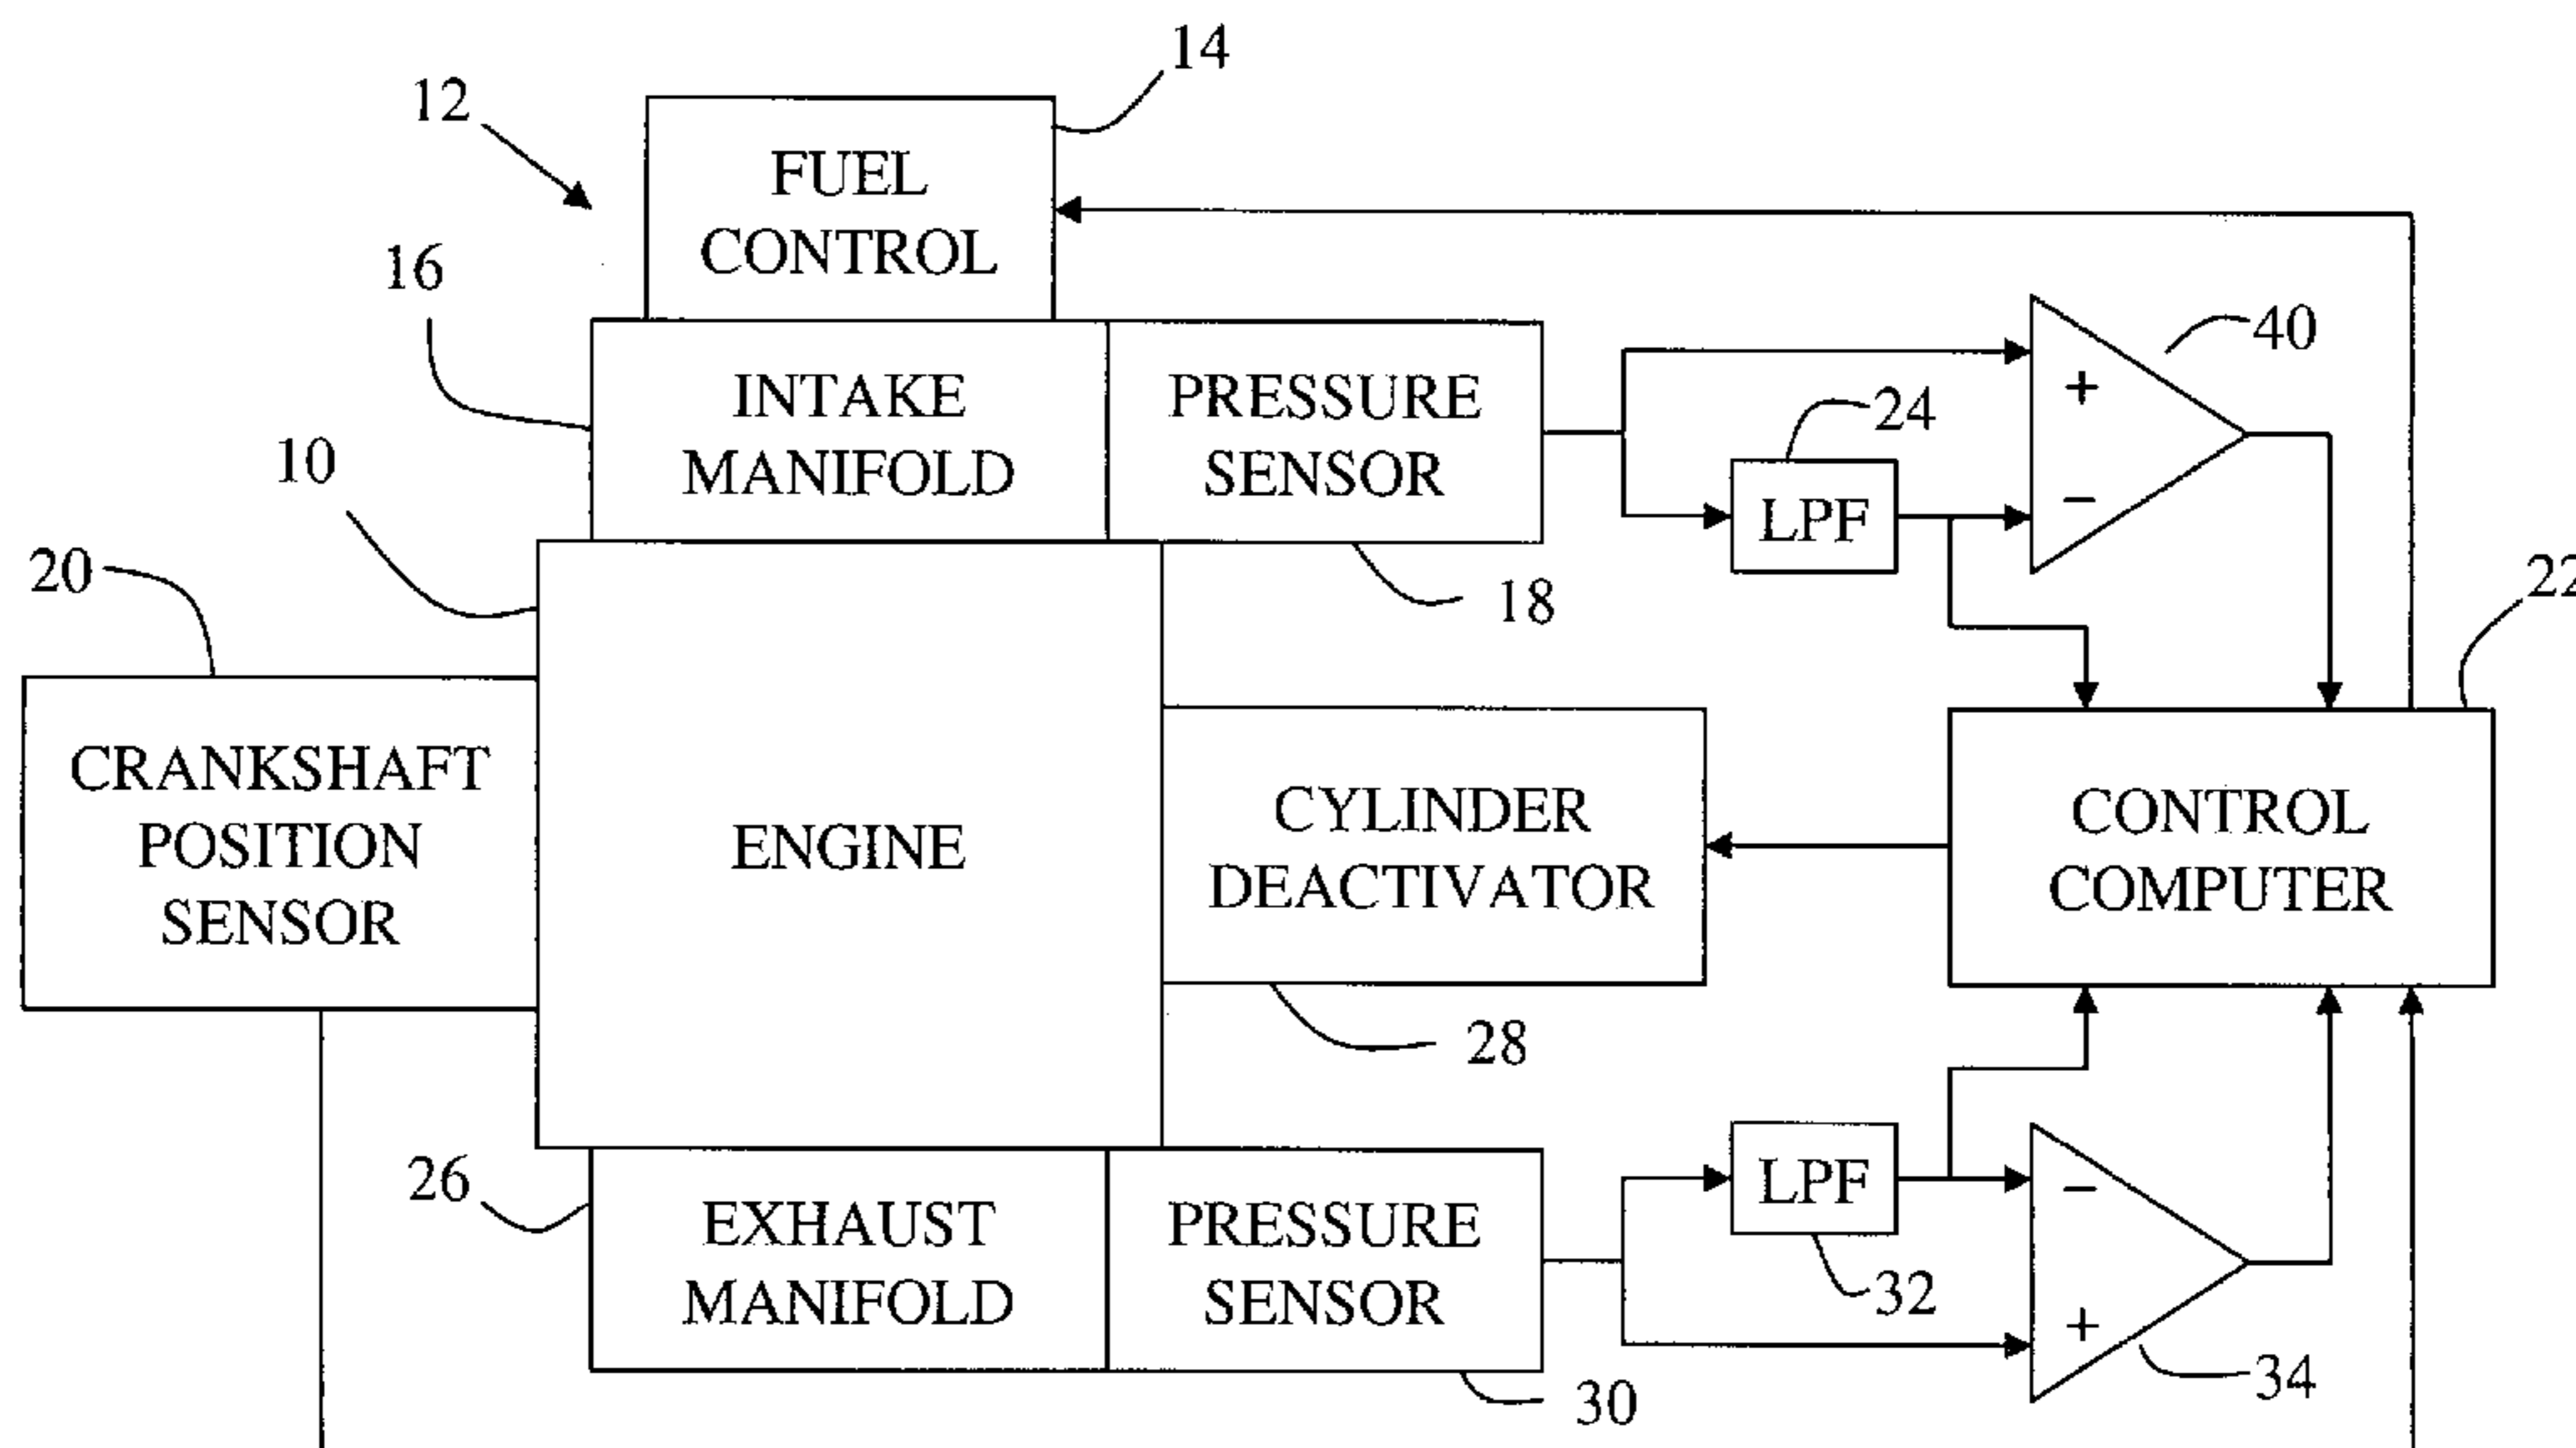 14
12
FUEL
CONTROL
16
40
INTAKE
MANIFOLD
PRESSURE
SENSOR
+
24
10
LPF
−
20
18
22
CRANKSHAFT
POSITION
SENSOR
ENGINE
CYLINDER
DEACTIVATOR
CONTROL
COMPUTER
28
26
EXHAUST
MANIFOLD
PRESSURE
SENSOR
LPF
−
32
+
34
30